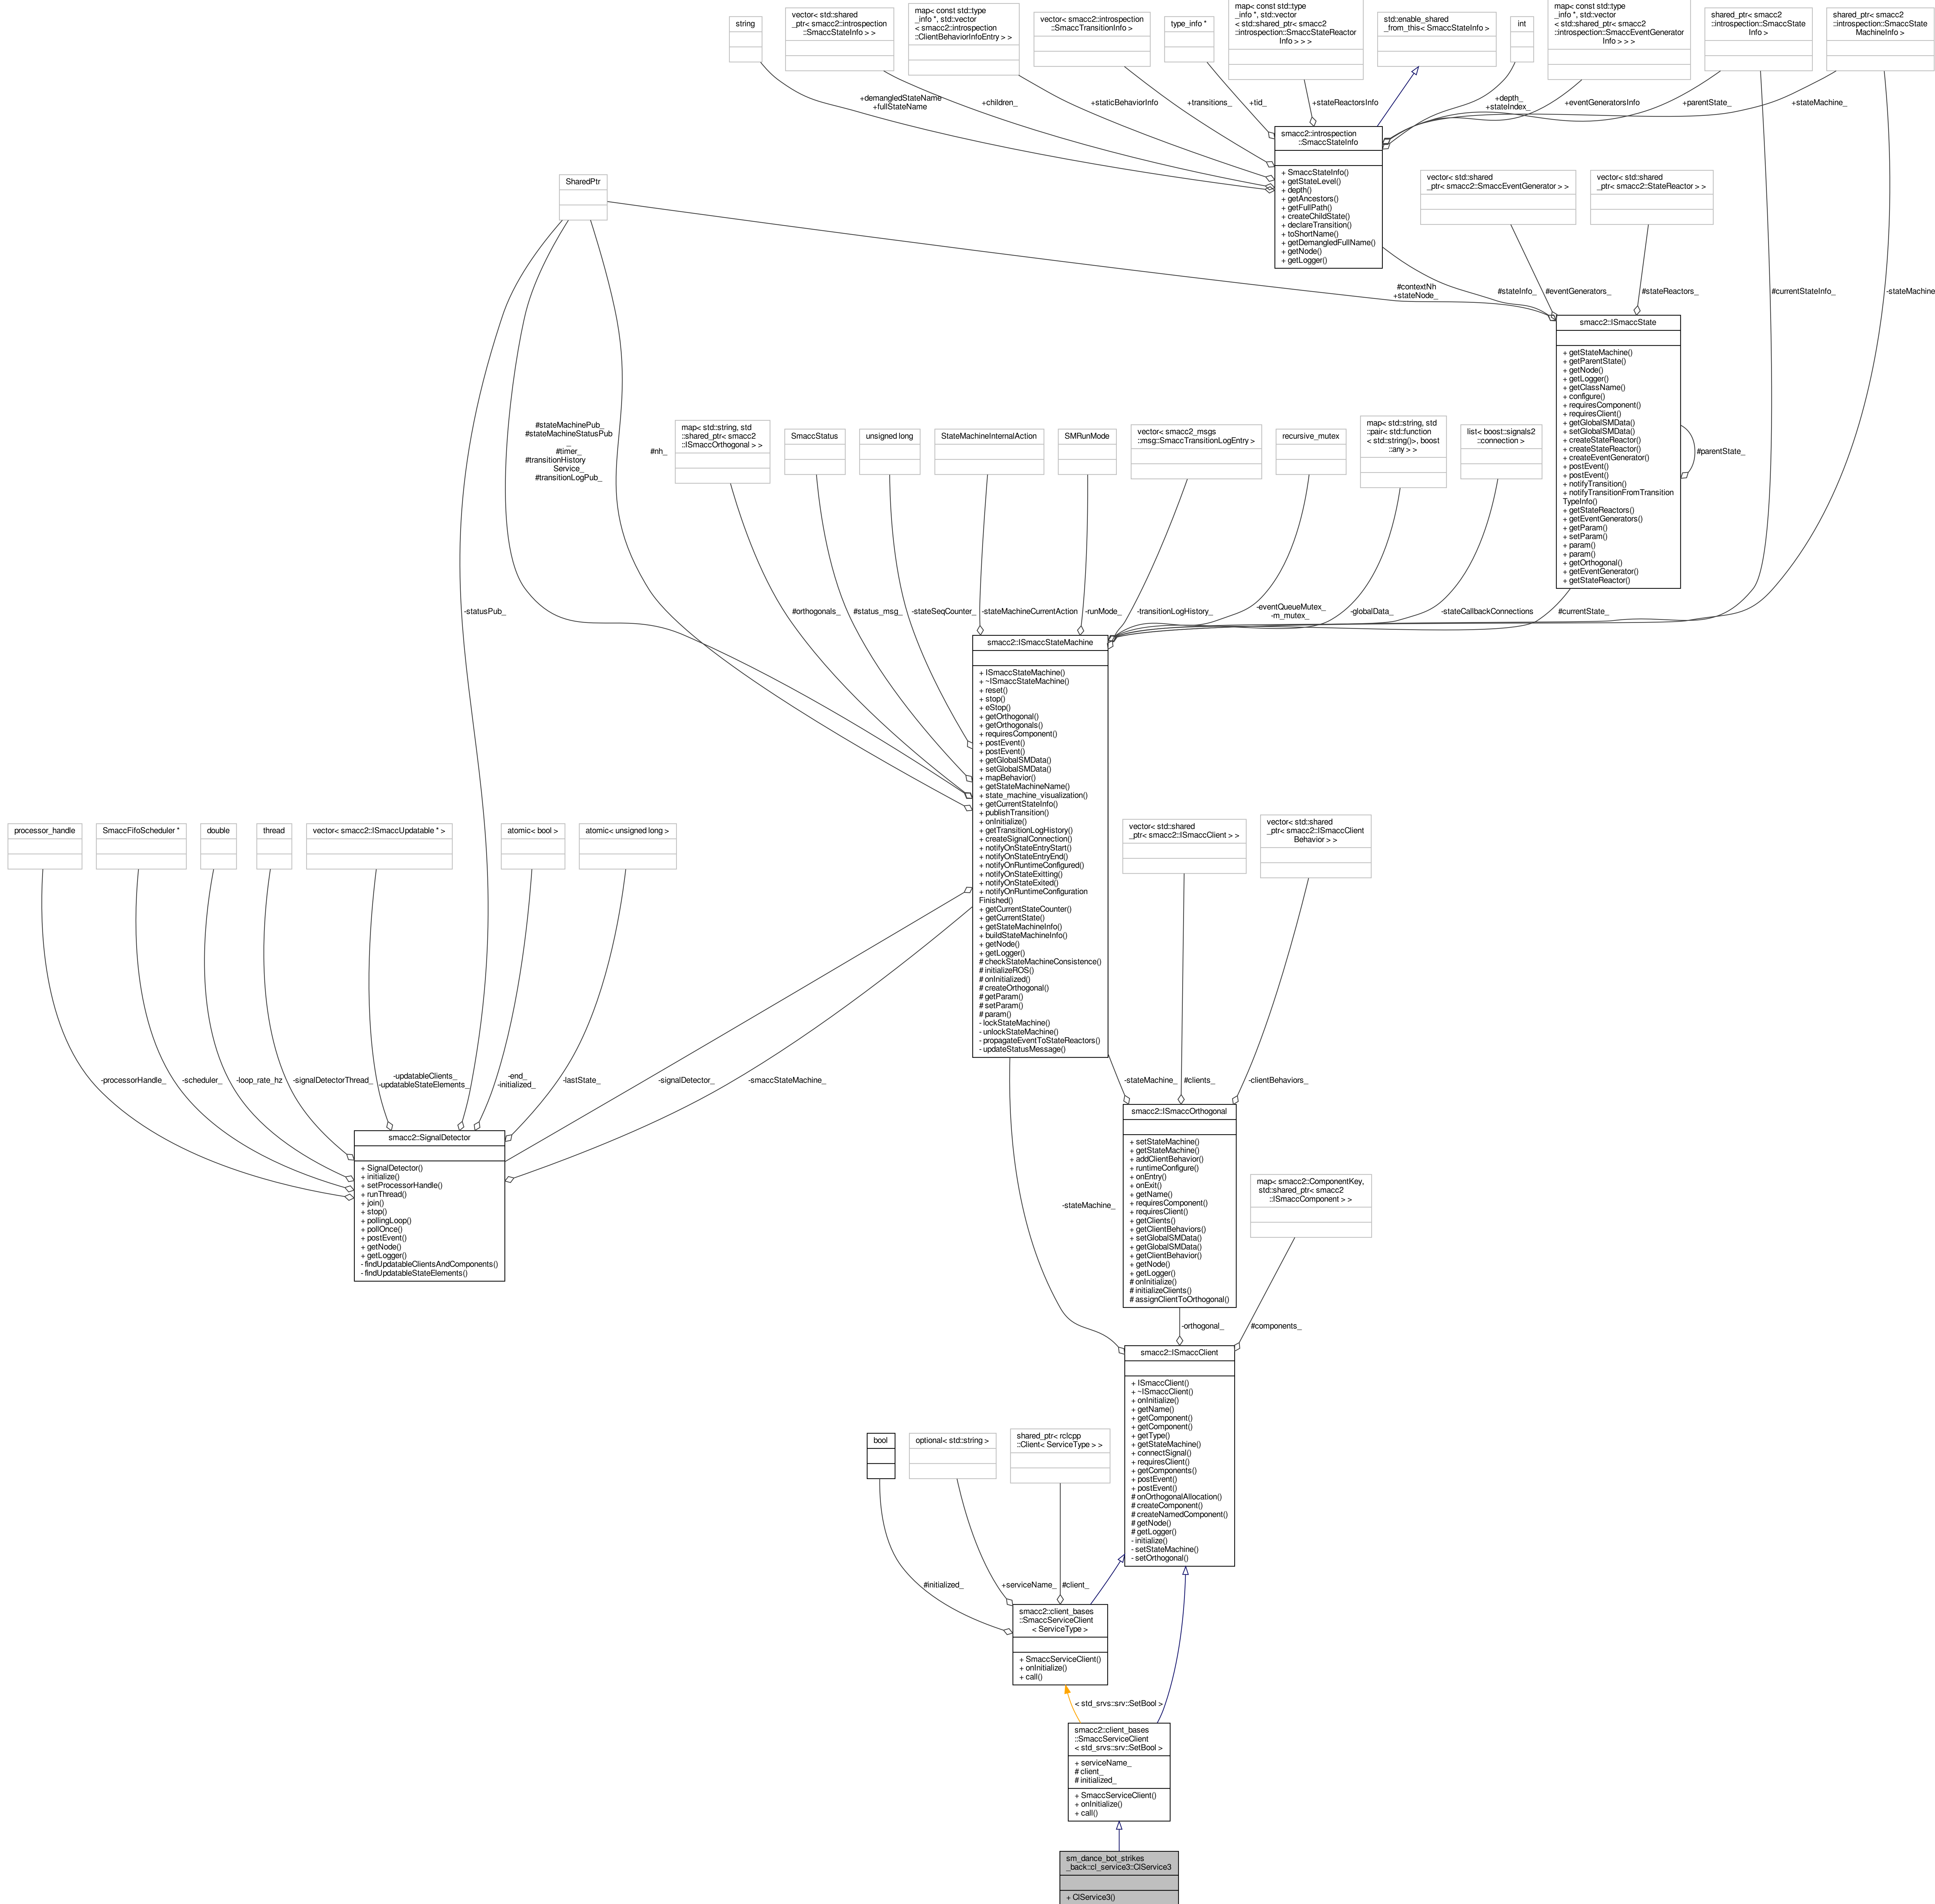 string
vector< std::shared
_ptr< smacc2::introspection
::SmaccStateInfo > >
map< const std::type
_info *, std::vector
< smacc2::introspection
::ClientBehaviorInfoEntry > >
vector< smacc2::introspection
::SmaccTransitionInfo >
type_info *
map< const std::type
_info *, std::vector
< std::shared_ptr< smacc2
::introspection::SmaccStateReactor
Info > > >
std::enable_shared
_from_this< SmaccStateInfo >
int
map< const std::type
_info *, std::vector
< std::shared_ptr< smacc2
::introspection::SmaccEventGenerator
Info > > >
shared_ptr< smacc2
::introspection::SmaccState
Info >
shared_ptr< smacc2
::introspection::SmaccState
MachineInfo >
+demangledStateName
+fullStateName
+children_
+staticBehaviorInfo
+transitions_
+tid_
+stateReactorsInfo
+depth_
+stateIndex_
+eventGeneratorsInfo
+parentState_
+stateMachine_
smacc2::introspection
::SmaccStateInfo
+ SmaccStateInfo()
+ getStateLevel()
+ depth()
+ getAncestors()
+ getFullPath()
+ createChildState()
+ declareTransition()
+ toShortName()
+ getDemangledFullName()
+ getNode()
+ getLogger()
SharedPtr
vector< std::shared
_ptr< smacc2::SmaccEventGenerator > >
vector< std::shared
_ptr< smacc2::StateReactor > >
#contextNh
+stateNode_
#stateInfo_
#eventGenerators_
#stateReactors_
#currentStateInfo_
-stateMachine
smacc2::ISmaccState
+ getStateMachine()
+ getParentState()
+ getNode()
+ getLogger()
+ getClassName()
+ configure()
+ requiresComponent()
+ requiresClient()
+ getGlobalSMData()
+ setGlobalSMData()
+ createStateReactor()
+ createStateReactor()
+ createEventGenerator()
+ postEvent()
+ postEvent()
+ notifyTransition()
+ notifyTransitionFromTransition
TypeInfo()
+ getStateReactors()
+ getEventGenerators()
+ getParam()
+ setParam()
+ param()
+ param()
+ getOrthogonal()
+ getEventGenerator()
+ getStateReactor()
#parentState_
#stateMachinePub_
#stateMachineStatusPub
_
#timer_
#transitionHistory
Service_
#transitionLogPub_
#nh_
map< std::string, std
::shared_ptr< smacc2
::ISmaccOrthogonal > >
SmaccStatus
unsigned long
StateMachineInternalAction
SMRunMode
vector< smacc2_msgs
::msg::SmaccTransitionLogEntry >
recursive_mutex
map< std::string, std
::pair< std::function
< std::string()>, boost
::any > >
list< boost::signals2
::connection >
-statusPub_
#orthogonals_
#status_msg_
-stateSeqCounter_
-stateMachineCurrentAction
-runMode_
-transitionLogHistory_
-eventQueueMutex_
-m_mutex_
-globalData_
-stateCallbackConnections
#currentState_
smacc2::ISmaccStateMachine
+ ISmaccStateMachine()
+ ~ISmaccStateMachine()
+ reset()
+ stop()
+ eStop()
+ getOrthogonal()
+ getOrthogonals()
+ requiresComponent()
+ postEvent()
+ postEvent()
+ getGlobalSMData()
+ setGlobalSMData()
+ mapBehavior()
+ getStateMachineName()
+ state_machine_visualization()
+ getCurrentStateInfo()
+ publishTransition()
+ onInitialize()
+ getTransitionLogHistory()
+ createSignalConnection()
+ notifyOnStateEntryStart()
+ notifyOnStateEntryEnd()
+ notifyOnRuntimeConfigured()
+ notifyOnStateExitting()
+ notifyOnStateExited()
+ notifyOnRuntimeConfiguration
Finished()
+ getCurrentStateCounter()
+ getCurrentState()
+ getStateMachineInfo()
+ buildStateMachineInfo()
+ getNode()
+ getLogger()
# checkStateMachineConsistence()
# initializeROS()
# onInitialized()
# createOrthogonal()
# getParam()
# setParam()
# param()
- lockStateMachine()
- unlockStateMachine()
- propagateEventToStateReactors()
- updateStatusMessage()
processor_handle
SmaccFifoScheduler *
double
thread
vector< smacc2::ISmaccUpdatable * >
atomic< bool >
atomic< unsigned long >
vector< std::shared
_ptr< smacc2::ISmaccClient > >
vector< std::shared
_ptr< smacc2::ISmaccClient
Behavior > >
-processorHandle_
-scheduler_
-loop_rate_hz
-signalDetectorThread_
-updatableClients_
-updatableStateElements_
-end_
-initialized_
-lastState_
-signalDetector_
-smaccStateMachine_
-stateMachine_
#clients_
-clientBehaviors_
smacc2::SignalDetector
+ SignalDetector()
+ initialize()
+ setProcessorHandle()
+ runThread()
+ join()
+ stop()
+ pollingLoop()
+ pollOnce()
+ postEvent()
+ getNode()
+ getLogger()
- findUpdatableClientsAndComponents()
- findUpdatableStateElements()
smacc2::ISmaccOrthogonal
+ setStateMachine()
+ getStateMachine()
+ addClientBehavior()
+ runtimeConfigure()
+ onEntry()
+ onExit()
+ getName()
+ requiresComponent()
+ requiresClient()
+ getClients()
+ getClientBehaviors()
+ setGlobalSMData()
+ getGlobalSMData()
+ getClientBehavior()
+ getNode()
+ getLogger()
# onInitialize()
# initializeClients()
# assignClientToOrthogonal()
map< smacc2::ComponentKey,
std::shared_ptr< smacc2
::ISmaccComponent > >
-stateMachine_
-orthogonal_
#components_
smacc2::ISmaccClient
+ ISmaccClient()
+ ~ISmaccClient()
+ onInitialize()
+ getName()
+ getComponent()
+ getComponent()
+ getType()
+ getStateMachine()
+ connectSignal()
+ requiresClient()
+ getComponents()
+ postEvent()
+ postEvent()
# onOrthogonalAllocation()
# createComponent()
# createNamedComponent()
# getNode()
# getLogger()
- initialize()
- setStateMachine()
- setOrthogonal()
bool
optional< std::string >
shared_ptr< rclcpp
::Client< ServiceType > >
#initialized_
+serviceName_
#client_
smacc2::client_bases
::SmaccServiceClient
< ServiceType >
+ SmaccServiceClient()
+ onInitialize()
+ call()
< std_srvs::srv::SetBool >
smacc2::client_bases
::SmaccServiceClient
< std_srvs::srv::SetBool >
+ serviceName_
# client_
# initialized_
+ SmaccServiceClient()
+ onInitialize()
+ call()
sm_dance_bot_strikes
_back::cl_service3::ClService3
+ ClService3()